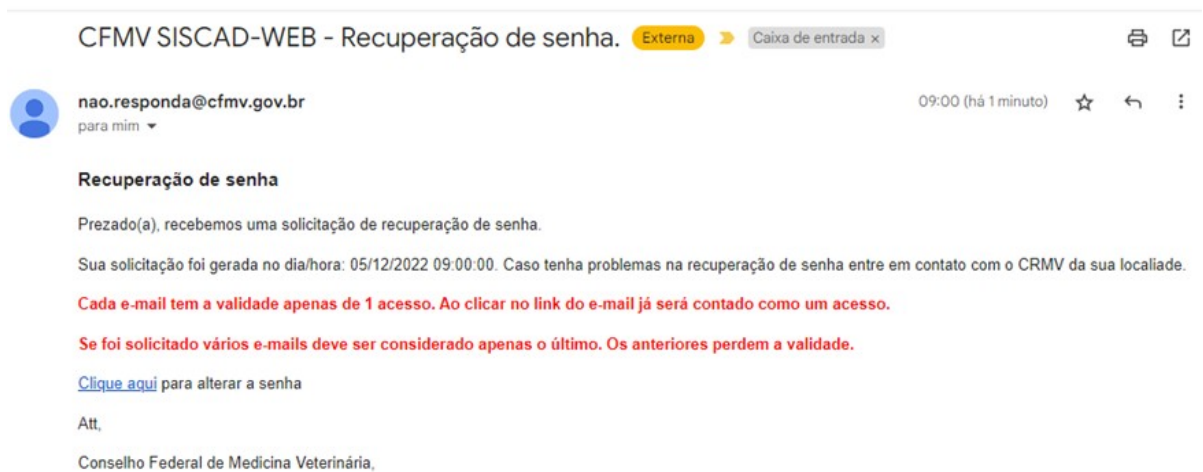 CFMV SISCAD-WEB - Recuperação de senha. Externa Caixa de entrada x
nao.responda@cfmv.gov.br 09:00 (há 1 minuto)
para mim
Recuperação de senha
Prezado(a), recebemos uma solicitação de recuperação de senha.
Sua solicitação foi gerada no dia/hora: 05/12/2022 09:00:00. Caso tenha problemas na recuperação de senha entre em contato com o CRMV da sua localiade.
Cada e-mail tem a validade apenas de 1 acesso. Ao clicar no link do e-mail já será contado como um acesso.
Se foi solicitado vários e-mails deve ser considerado apenas o último. Os anteriores perdem a validade.
Clique aqui para alterar a senha
Att,
Conselho Federal de Medicina Veterinária,